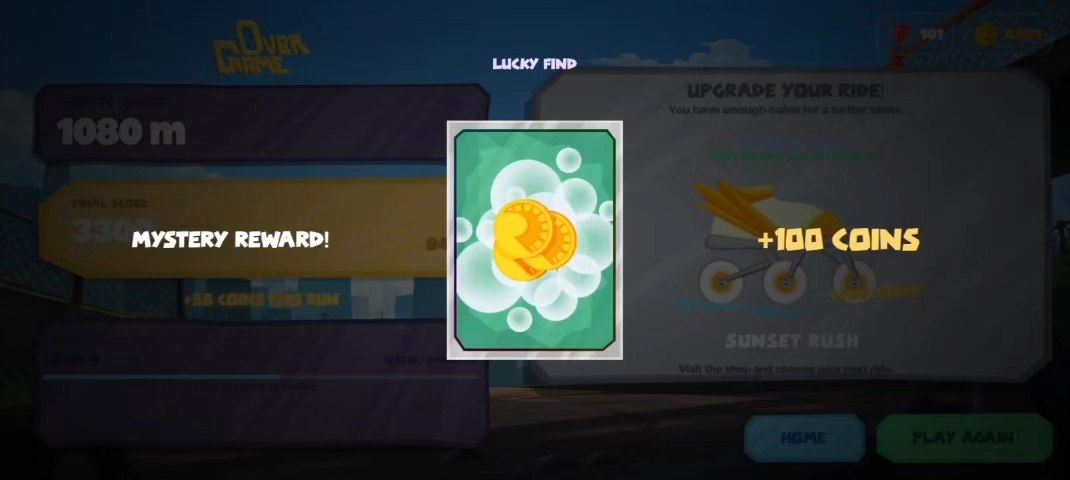 OVER
GAME
101
LUCKY FIND
UPGRADE YOUR RIDE!
You have enough coins for a better skate
1080 m
FINAL SCORE
MYSTERY REWARD!
+100 COINS
+38 COINS THIS RUN
SUNSET RUSH
Visit the shop and choose your next ride.
HOME
PLAY AGAIN